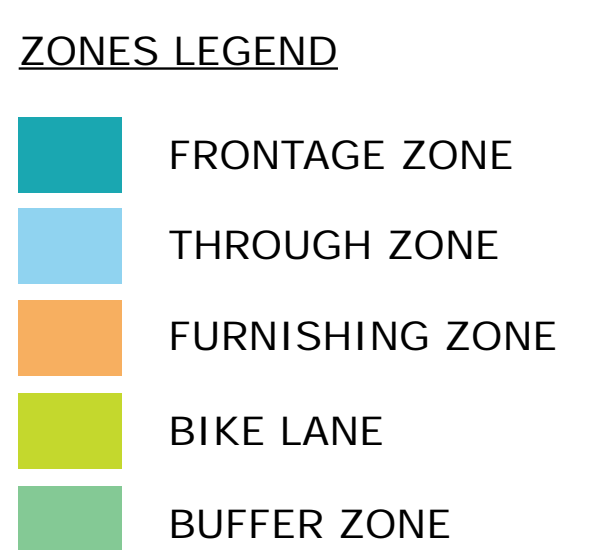 ZONES LEGEND
FRONTAGE ZONE
THROUGH ZONE
FURNISHING ZONE
BIKE LANE
BUFFER ZONE